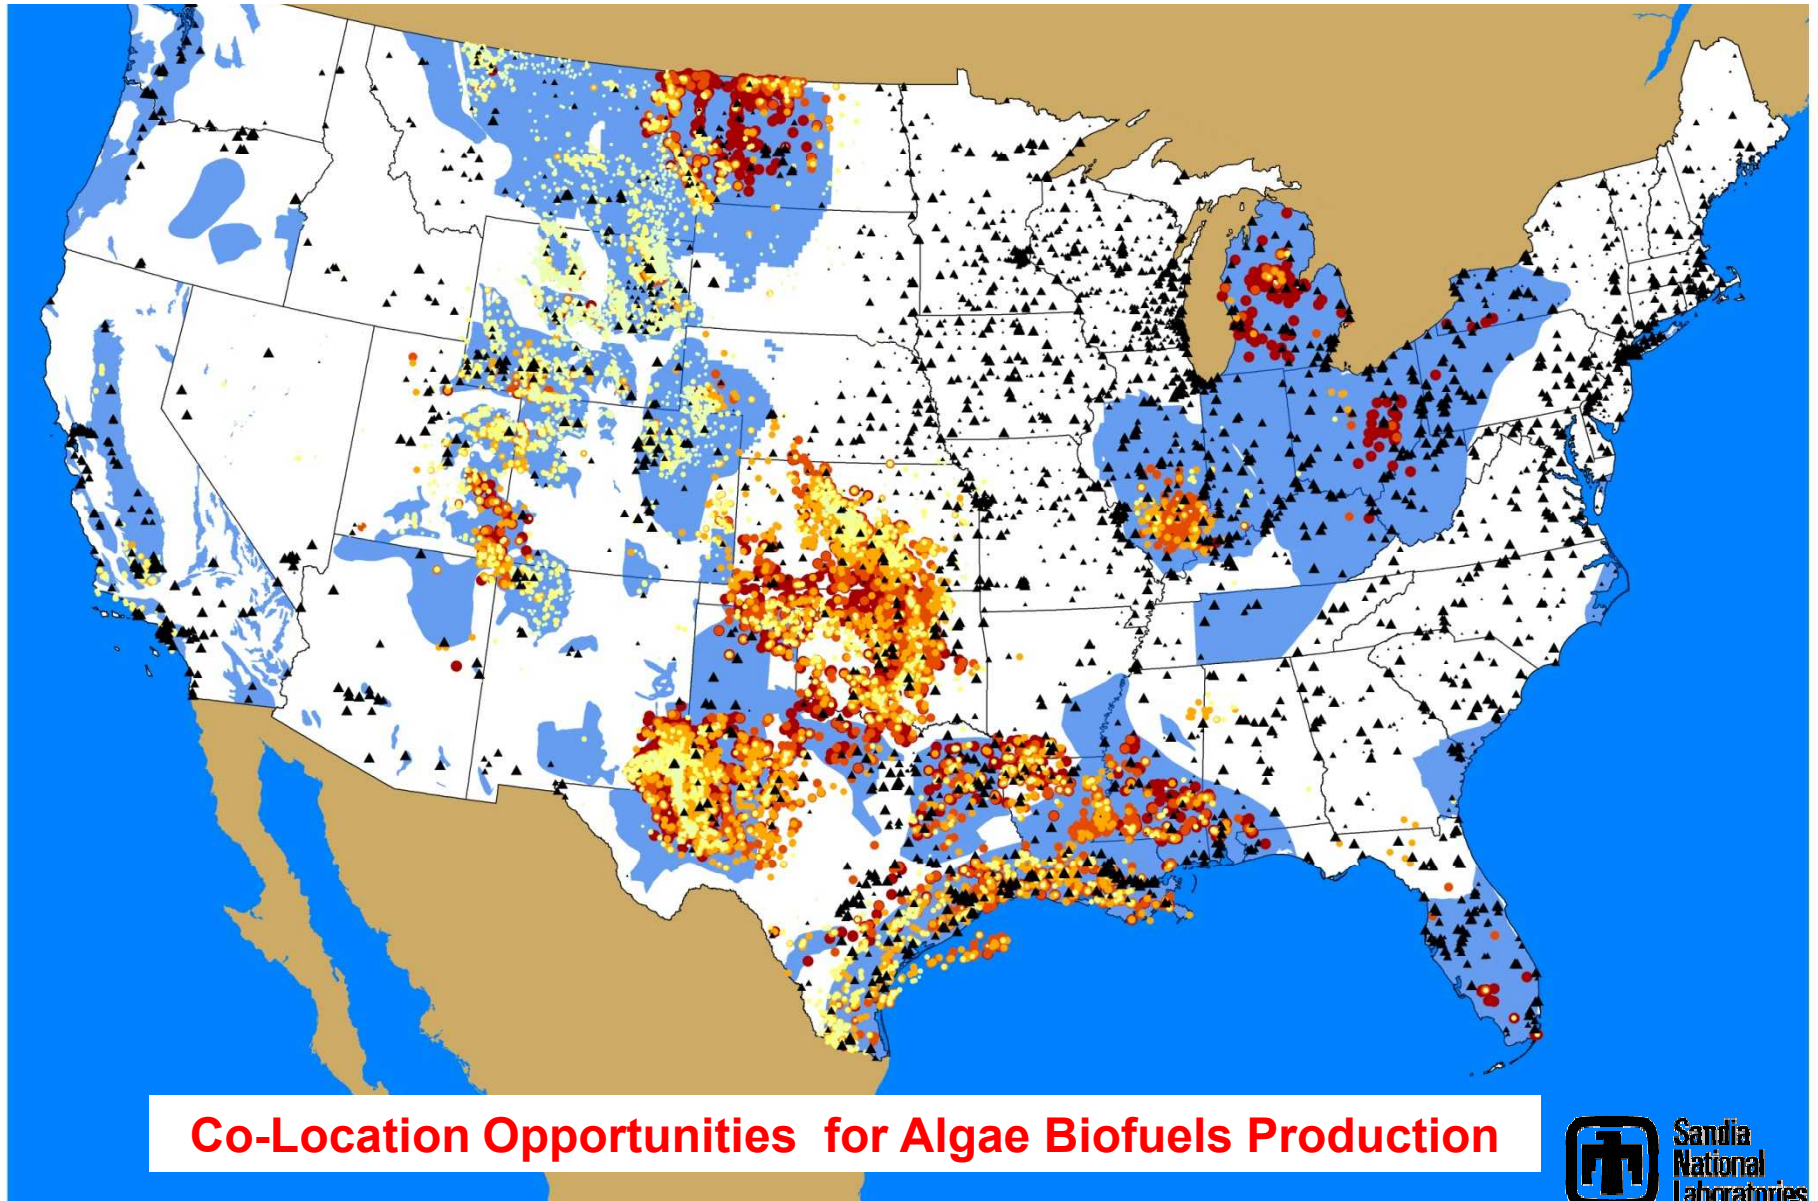 Co-Location Opportunities  for Algae Biofuels Production
Sandia
National
Laboratories